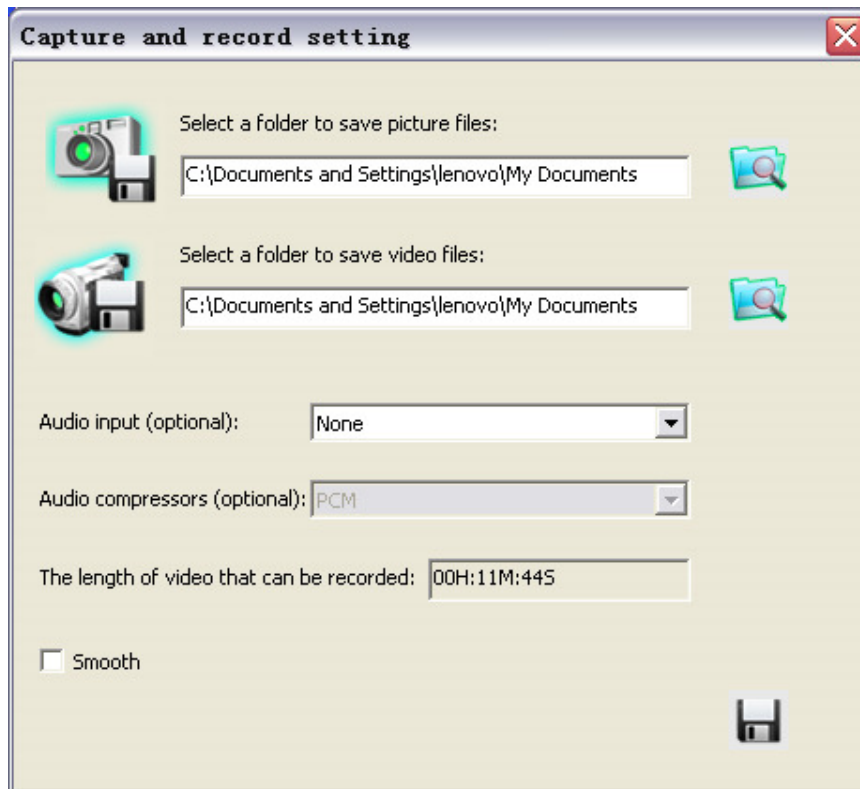 Capture and record setting
Select a folder to save picture files:
C:\Documents and Settings\lenovo\My Documents
Select a folder to save video files:
C:\Documents and Settings\lenovo\My Documents
Audio input (optional): None
Audio compressors (optional): PCM
The length of video that can be recorded: 00H:11M:44S
Smooth